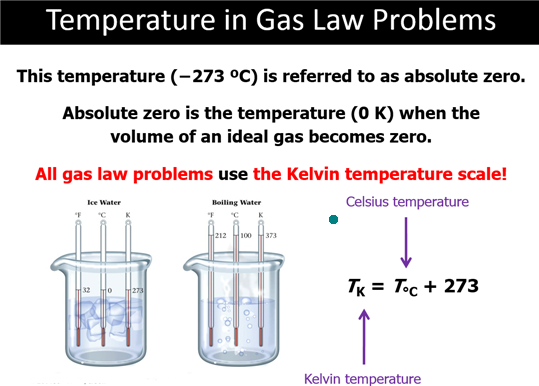 Temperature in Gas Law Problems
This temperature (−273 ºC) is referred to as absolute zero.
Absolute zero is the temperature (0 K) when the
volume of an ideal gas becomes zero.
All gas law problems use the Kelvin temperature scale!
Ice Water
°F °C K
32 0 273
Boiling Water
°F °C K
212 100 373
Celsius temperature
TK = T°C + 273
Kelvin temperature